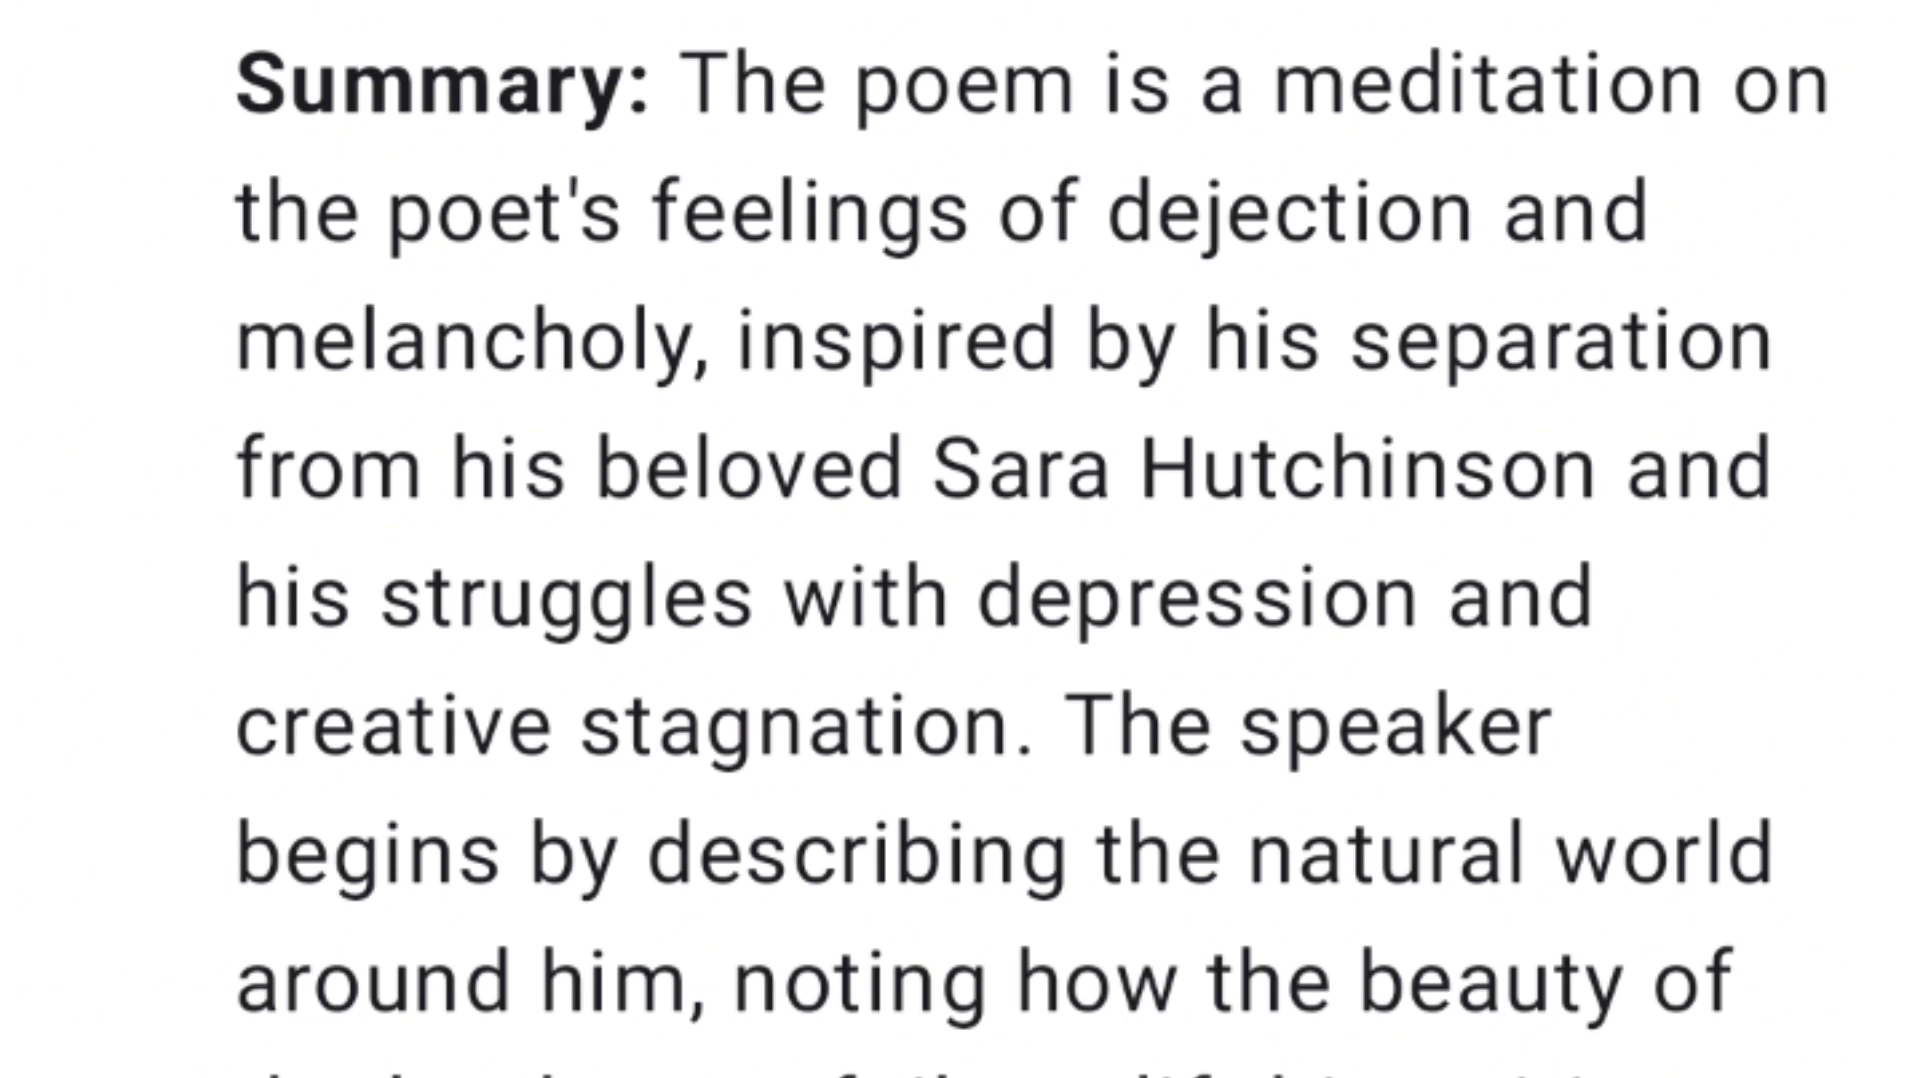 Summary: The poem is a meditation on
the poet's feelings of dejection and
melancholy, inspired by his separation
from his beloved Sara Hutchinson and
his struggles with depression and
creative stagnation. The speaker
begins by describing the natural world
around him, noting how the beauty of